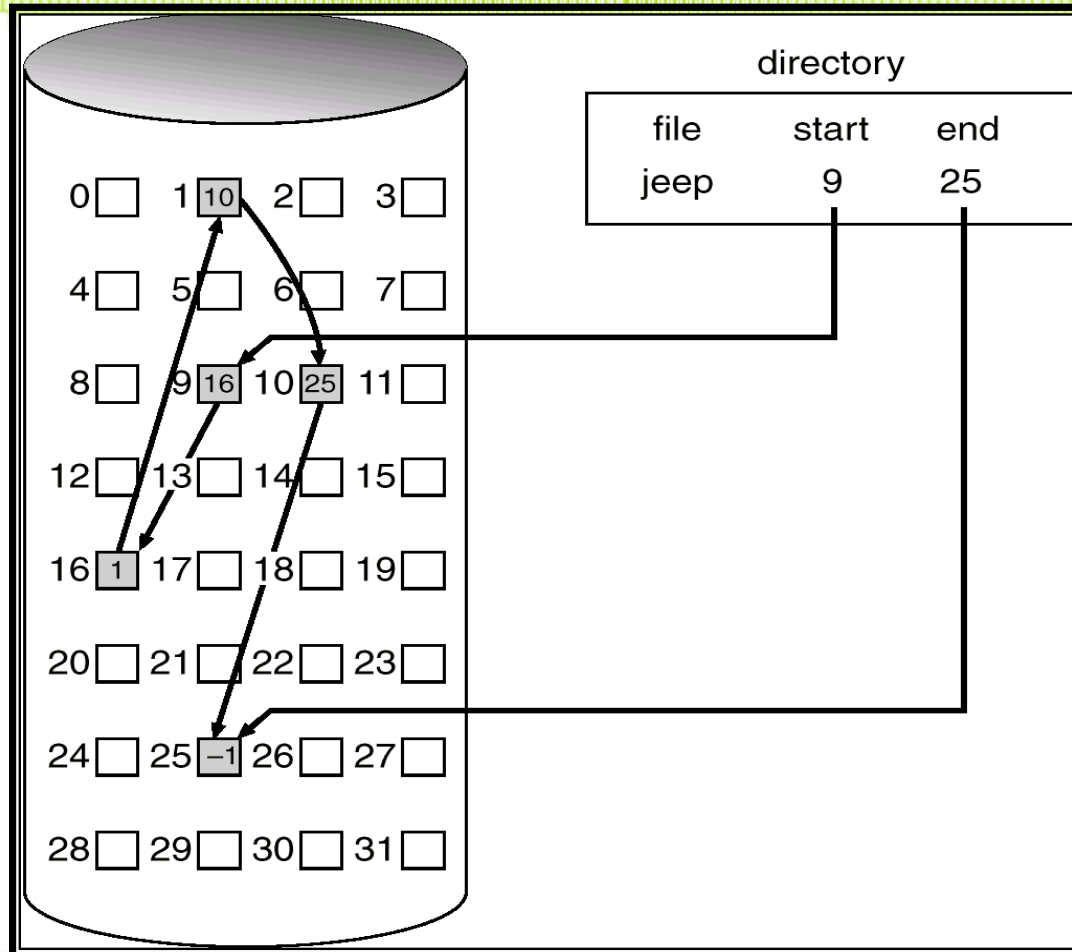 directory
file start end
jeep 9 25
0 1 10 2 3
4 5 6 7
8 9 16 10 25 11
12 13 14 15
16 1 17 18 19
20 21 22 23
24 25 –1 26 27
28 29 30 31